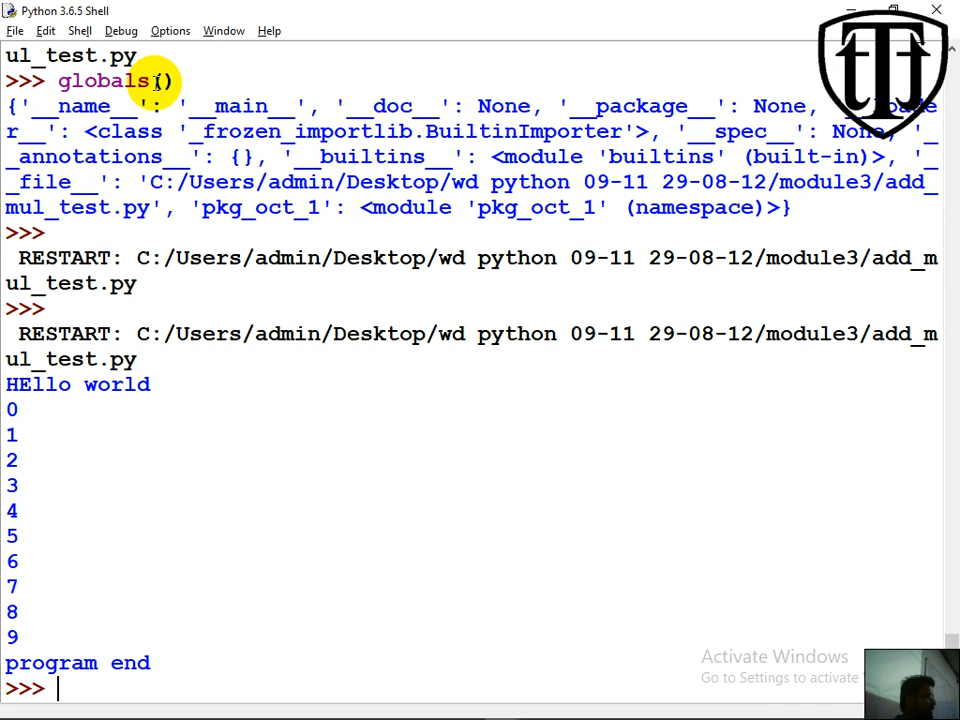 Python 3.6.5 Shell
File Edit Shell Debug Options Window Help
ul_test.py
>>> globals()
{'__name__': '__main__', '__doc__': None, '__package__': None, '__loade
r__': <class '_frozen_importlib.BuiltinImporter'>, '__spec__': None, '_
_annotations__': {}, '__builtins__': <module 'builtins' (built-in)>, '_
_file__': 'C:/Users/admin/Desktop/wd python 09-11 29-08-12/module3/add_
mul_test.py', 'pkg_oct_1': <module 'pkg_oct_1' (namespace)>}
>>>
RESTART: C:/Users/admin/Desktop/wd python 09-11 29-08-12/module3/add_m
ul_test.py
>>>
RESTART: C:/Users/admin/Desktop/wd python 09-11 29-08-12/module3/add_m
ul_test.py
HEllo world
0
1
2
3
4
5
6
7
8
9
program end
>>>
Activate Windows
Go to Settings to activate